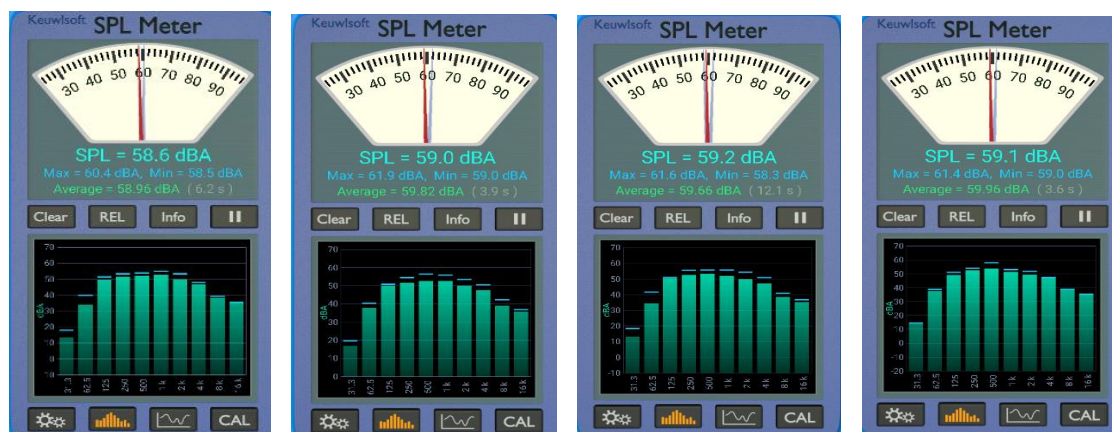 Keuwlsoft
SPL Meter
30 40 50 60 70 80 90
SPL = 58.6 dBA
Max = 60.4 dBA, Min = 58.5 dBA
Average = 58.96 dBA ( 6.2 s )
Clear REL Info II
70
60
50
40
30
20
10
0
10
dBA
31.3 62.5 125 250 500 1k 2k 4k 8k 16k
CAL
Keuwlsoft
SPL Meter
30 40 50 60 70 80 90
SPL = 59.0 dBA
Max = 61.9 dBA, Min = 59.0 dBA
Average = 59.82 dBA ( 3.9 s )
Clear REL Info II
70
60
50
40
30
20
10
0
dBA
31.3 62.5 125 250 500 1k 2k 4k 8k 16k
CAL
Keuwlsoft
SPL Meter
30 40 50 60 70 80 90
SPL = 59.2 dBA
Max = 61.6 dBA, Min = 58.3 dBA
Average = 59.66 dBA ( 12.1 s )
Clear REL Info II
70
60
50
40
30
20
10
0
-10
dBA
31.3 62.5 125 250 500 1k 2k 4k 8k 16k
CAL
Keuwlsoft
SPL Meter
30 40 50 60 70 80 90
SPL = 59.1 dBA
Max = 61.4 dBA, Min = 59.0 dBA
Average = 59.96 dBA ( 3.6 s )
Clear REL Info II
70
60
50
40
30
20
10
0
-10
-20
dBA
31.3 62.5 125 250 500 1k 2k 4k 8k 16k
CAL